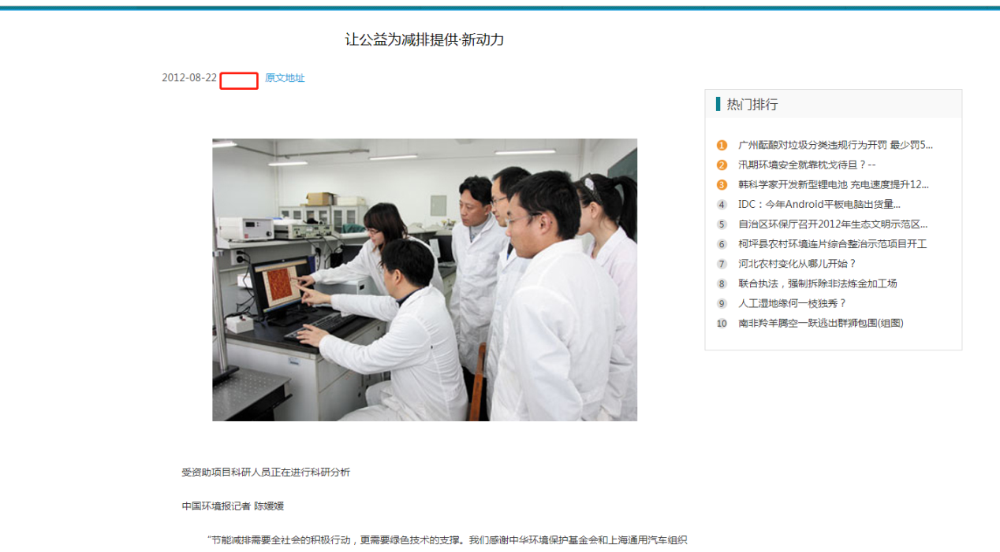 让公益为减排提供·新动力
2012-08-22 原文地址
热门排行
1 广州酝酿对垃圾分类违规行为开罚 最少罚5...
2 汛期环境安全就靠枕戈待旦？--
3 韩科学家开发新型锂电池 充电速度提升12...
4 IDC：今年Android平板电脑出货量...
5 自治区环保厅召开2012年生态文明示范区...
6 柯坪县农村环境连片综合整治示范项目开工
7 河北农村变化从哪儿开始？
8 联合执法，强制拆除非法炼金加工场
9 人工湿地缘何一枝独秀？
10 南非羚羊腾空一跃逃出群狮包围(组图)
受资助项目科研人员正在进行科研分析
中国环境报记者 陈媛媛
“节能减排需要全社会的积极行动，更需要绿色技术的支撑。我们感谢中华环境保护基金会和上海通用汽车组织